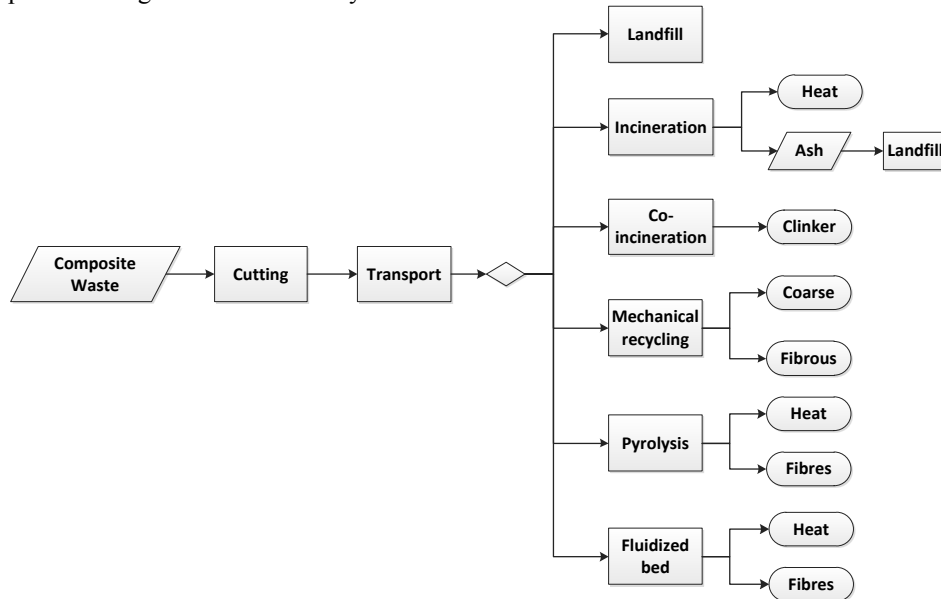 Landfill
Heat
Incineration
Ash
Landfill
Co-
incineration
Clinker
Composite
Waste
Cutting
Transport
Mechanical
recycling
Coarse
Fibrous
Pyrolysis
Heat
Fibres
Fluidized
bed
Heat
Fibres